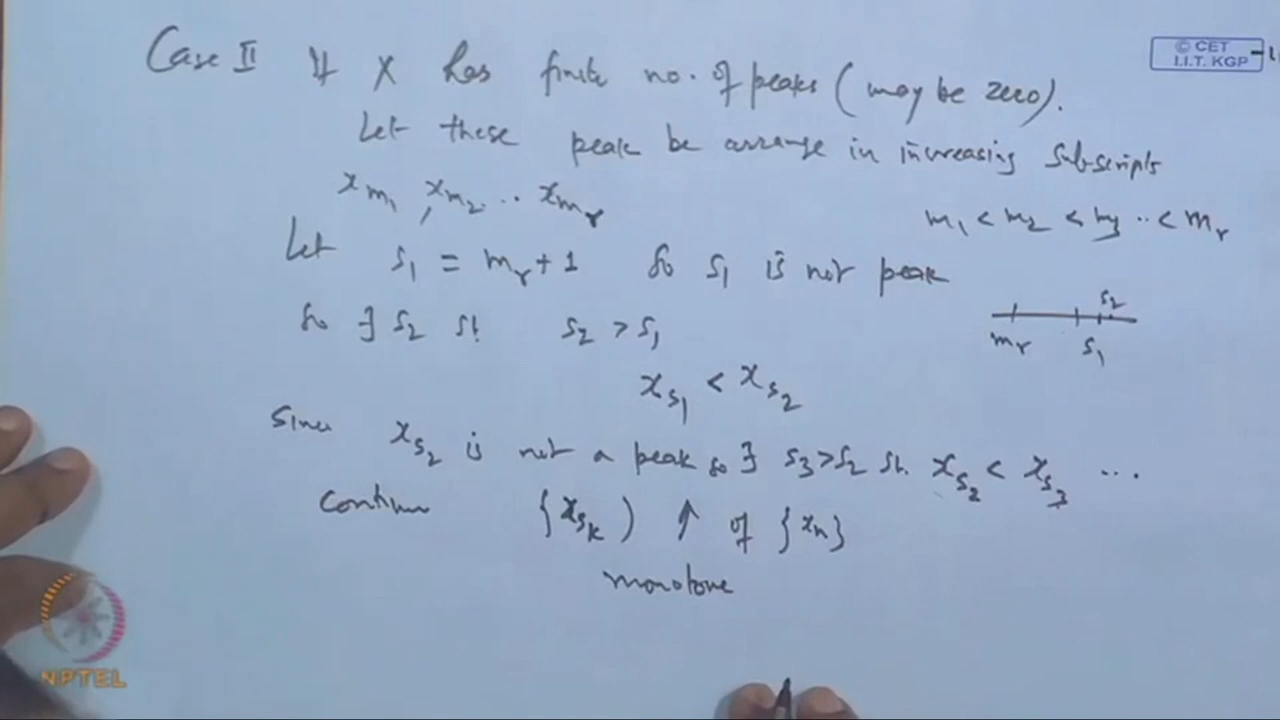 Case II If X has finite no. of peaks (may be zero).
© CET
I.I.T. KGP
Let these peak be arrange in increasing subscripts
x_{m_1}, x_{m_2} .. x_{m_r}
m_1 < m_2 < m_3 .. < m_r
Let s_1 = m_r + 1 So s_1 is not peak
So ∃ s_2 st s_2 > s_1
m_r s_1 s_2
x_{s_1} < x_{s_2}
Since x_{s_2} is not a peak so ∃ s_3 > s_2 st. x_{s_2} < x_{s_3} ...
Continue {x_{s_k}) ↑ of {x_n}
monotone
NPTEL